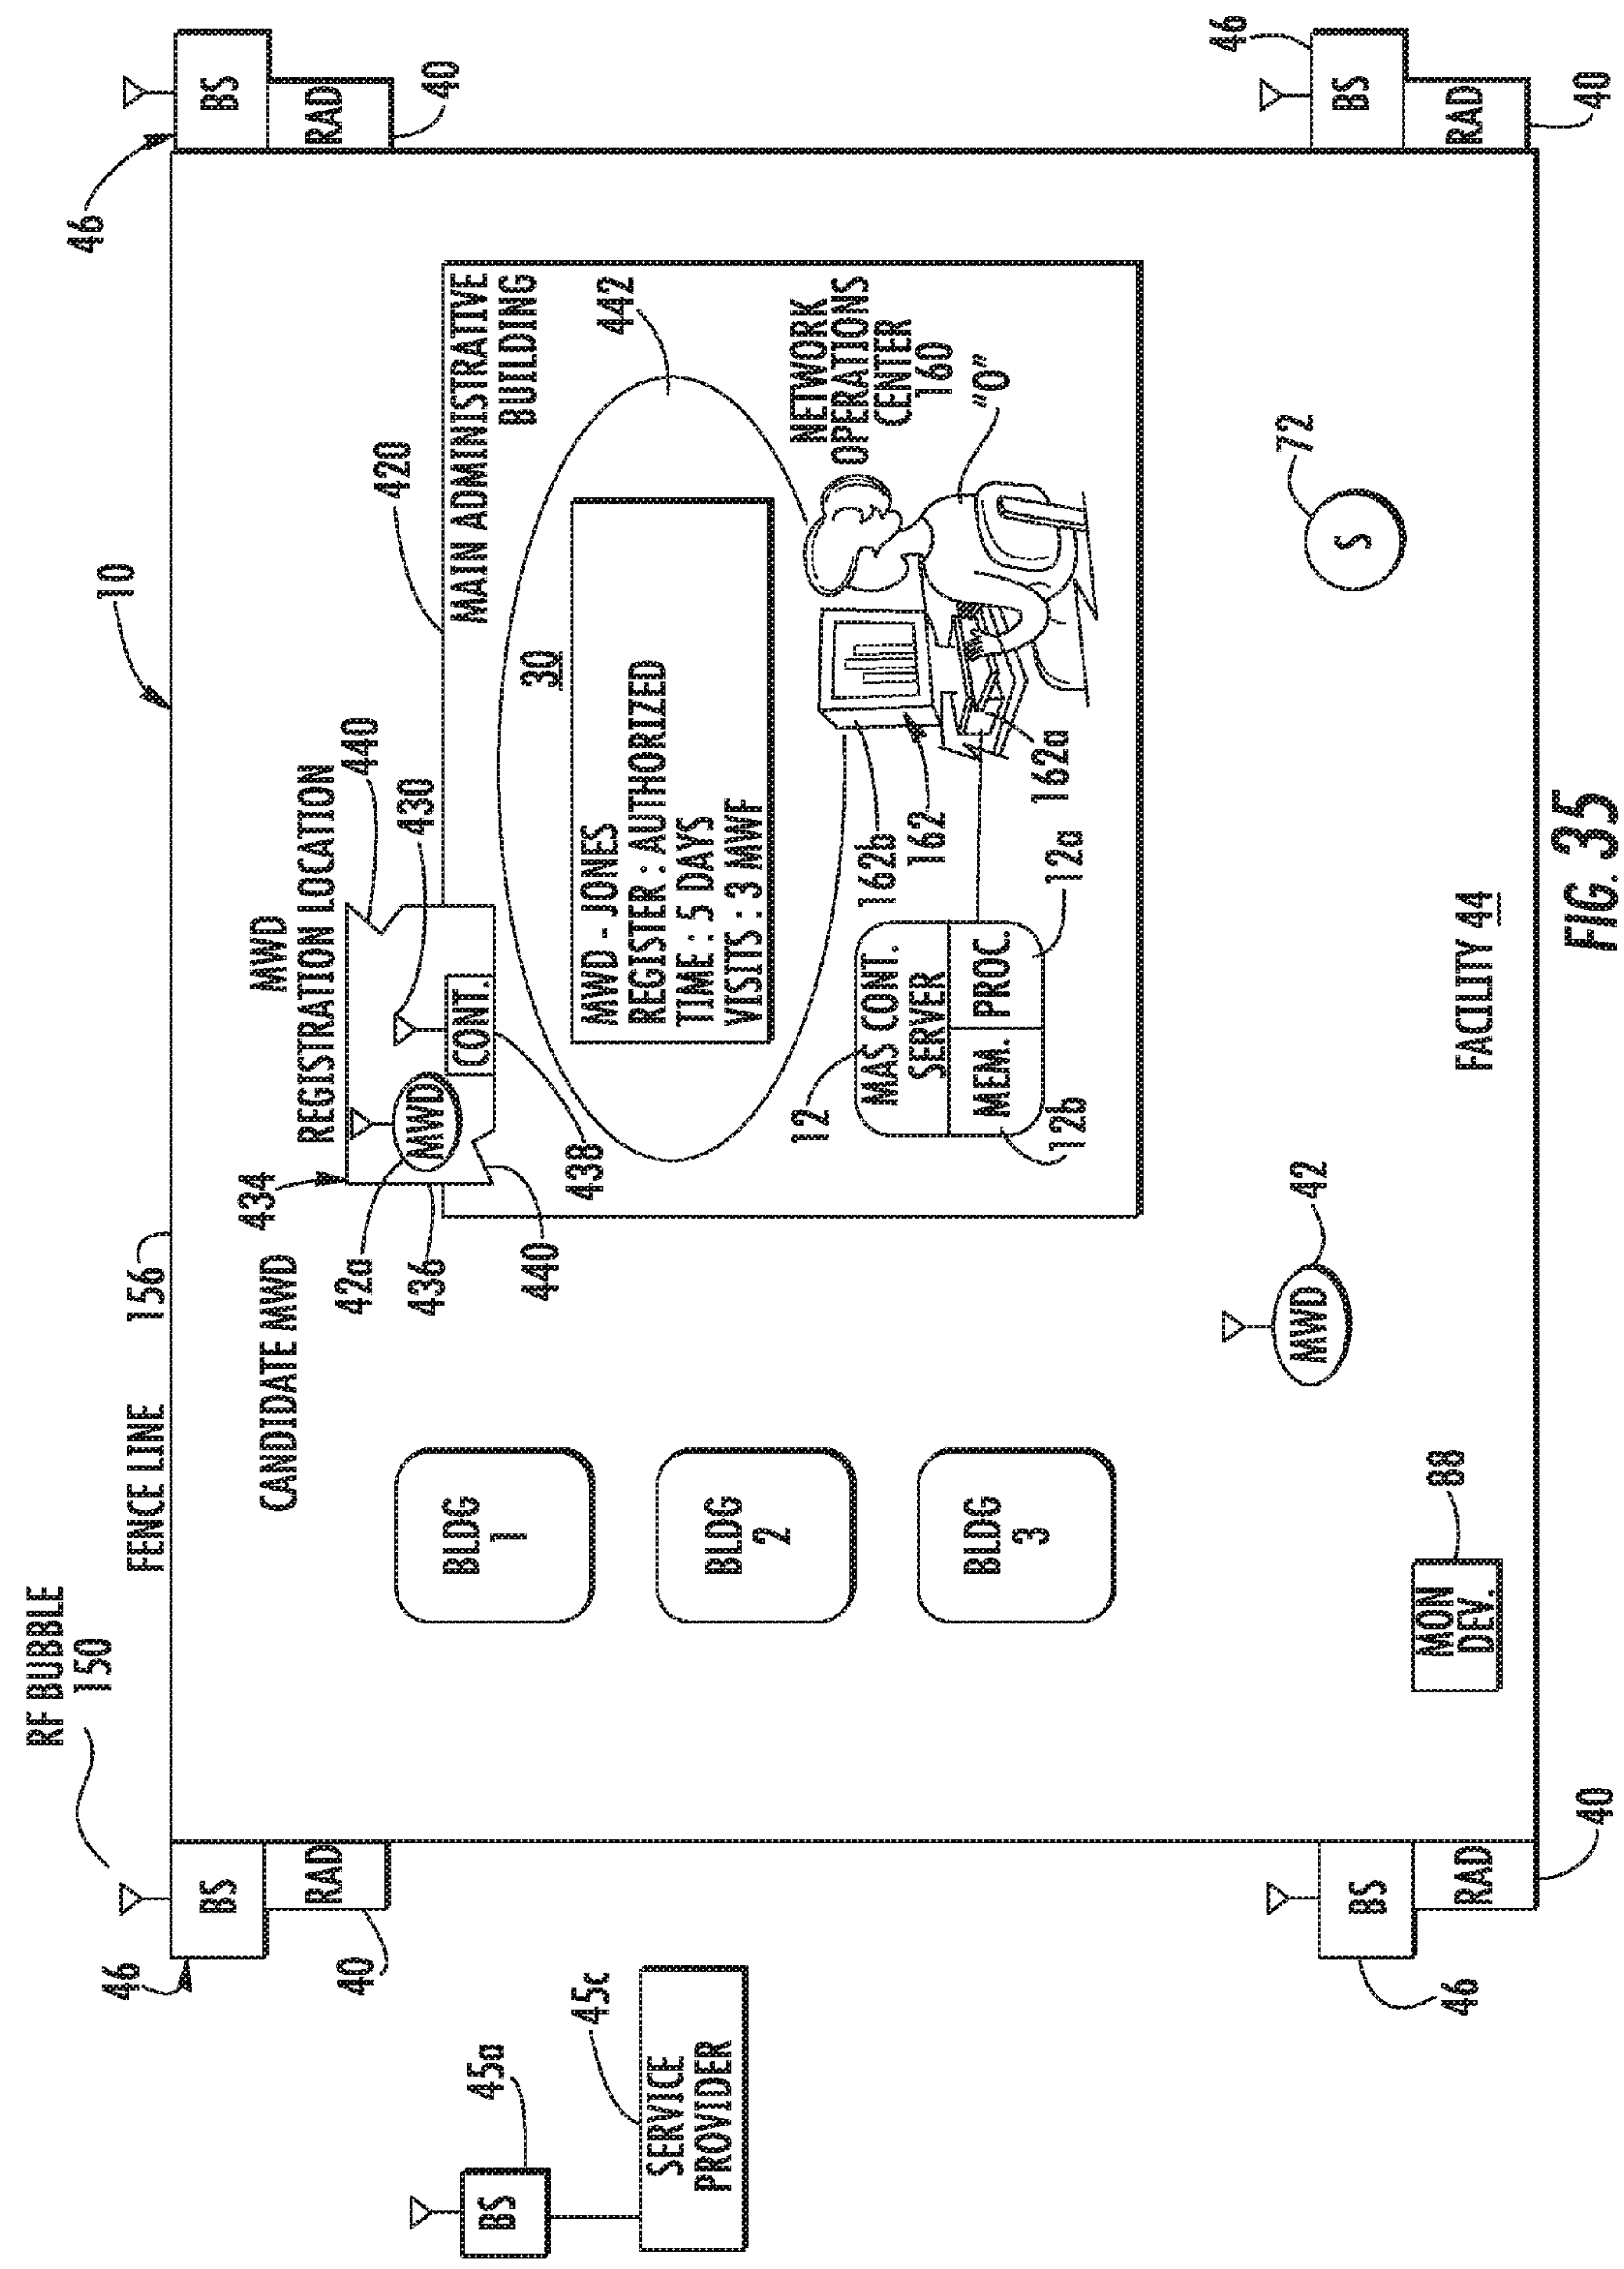 RF BUBBLE
150
FENCE LINE
156
10
46
BS
RAD
40
46
BS
RAD
40
CANDIDATE MWD
434
MWD
REGISTRATION LOCATION
440
430
MWD
CONT.
42a
436
440
438
420
MAIN ADMINISTRATIVE
BUILDING
30
442
MWD - JONES
REGISTER : AUTHORIZED
TIME : 5 DAYS
VISITS : 3 MWF
NETWORK
OPERATIONS
CENTER
160
"O"
12
MAS CONT.
SERVER
MEM.
PROC.
12b
12a
162b
162
162a
BLDG
1
BLDG
2
BLDG
3
45a
BS
45c
SERVICE
PROVIDER
MWD
42
S
72
MON
DEV.
88
BS
RAD
46
40
46
BS
RAD
40
FACILITY 44
FIG. 35